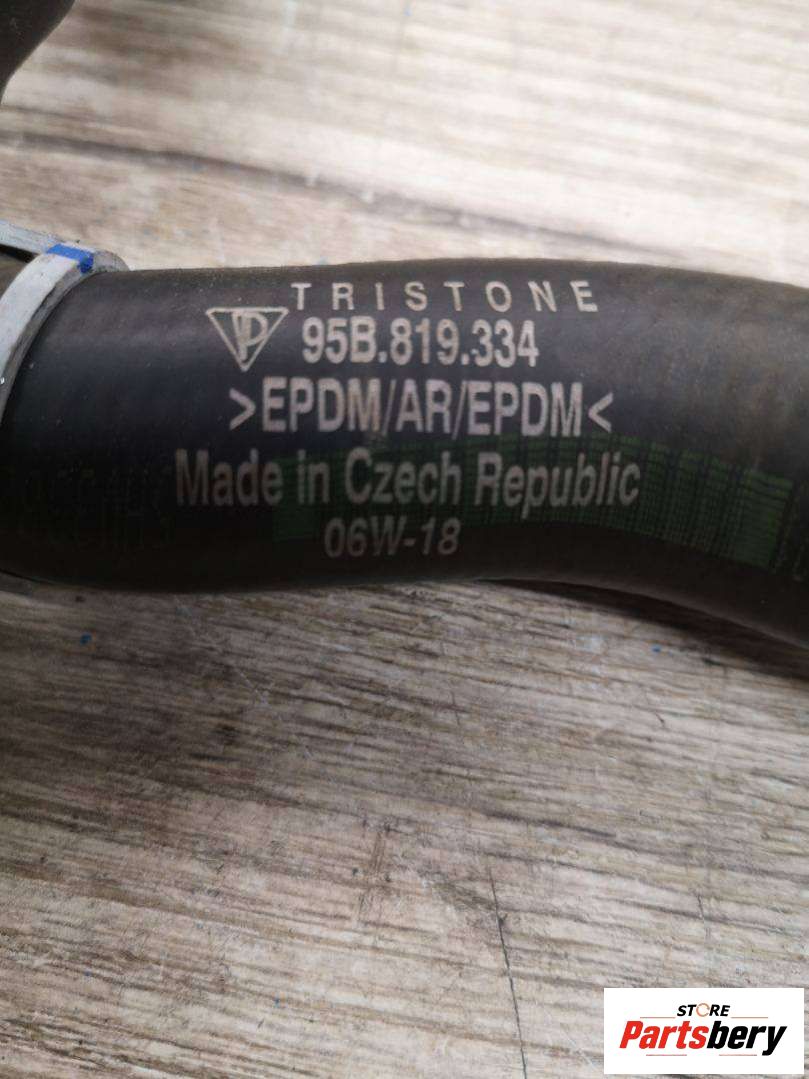 TRISTONE
95B.819.334
>EPDM/AR/EPDM<
Made in Czech Republic
06W-18
STORE
Partsbery